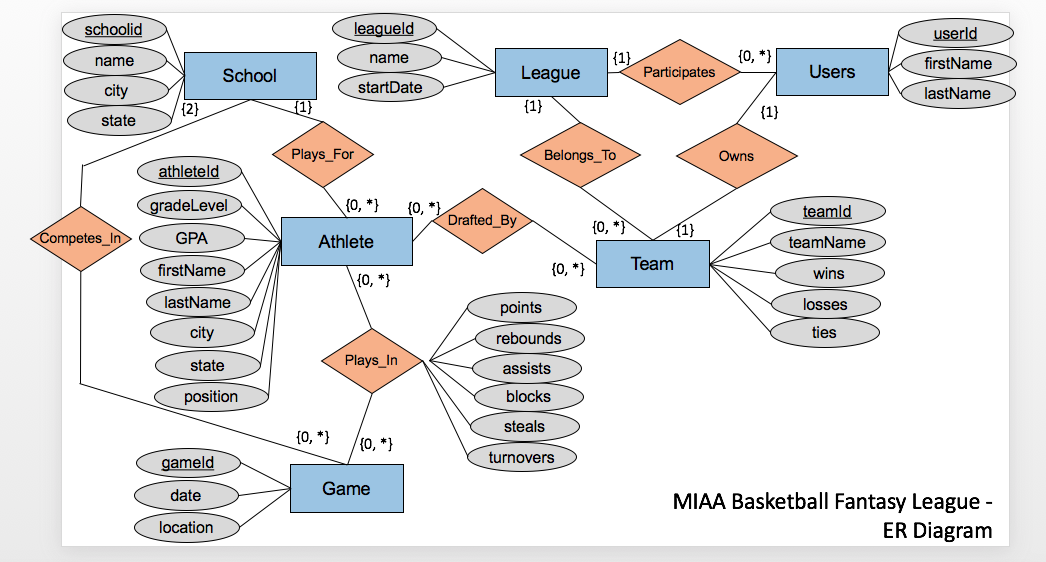 schoolid
name
city
state
School
{2}
{1}
leagueId
name
startDate
League
{1}
{1}
Participates
{0, *}
Users
{1}
userId
firstName
lastName
Plays_For
{0, *}
Belongs_To
{0, *}
Owns
{1}
Competes_In
athleteId
gradeLevel
GPA
firstName
lastName
city
state
position
Athlete
{0, *}
{0, *}
Drafted_By
{0, *}
Team
teamId
teamName
wins
losses
ties
Plays_In
points
rebounds
assists
blocks
steals
turnovers
{0, *}
{0, *}
gameId
date
location
Game
MIAA Basketball Fantasy League -
ER Diagram